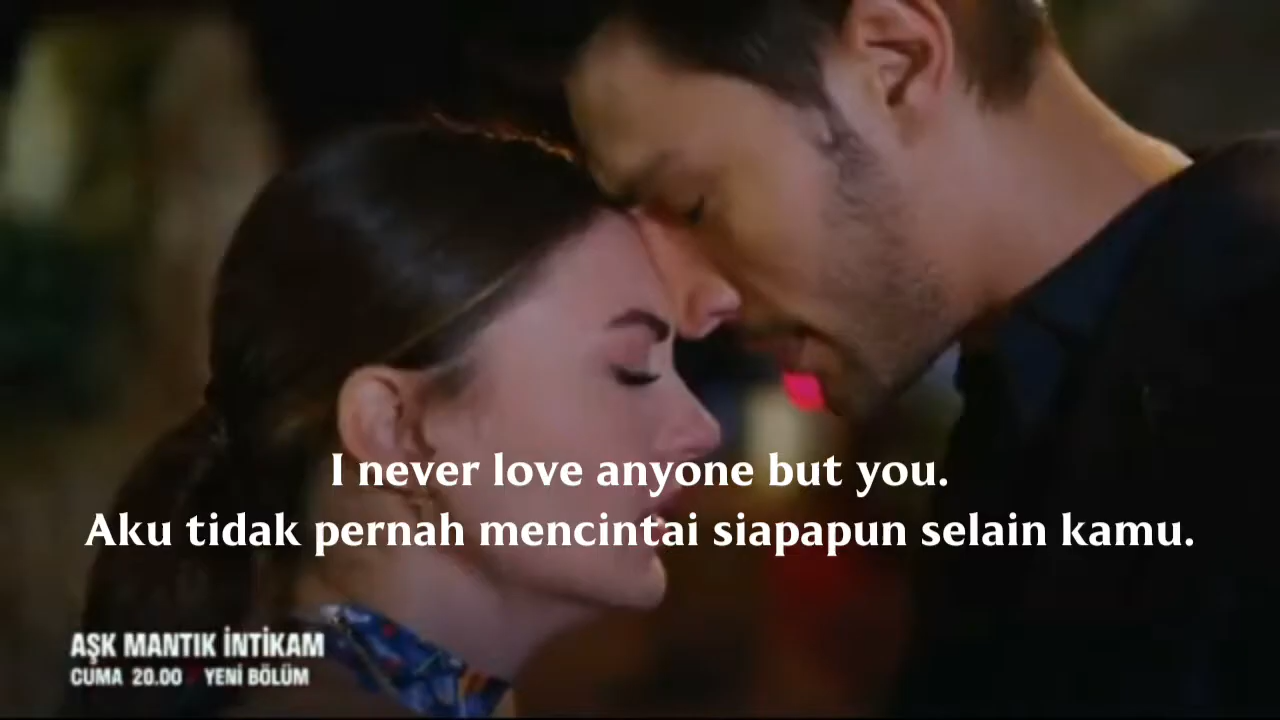 I never love anyone but you.
Aku tidak pernah mencintai siapapun selain kamu.
AŞK MANTIK İNTİKAM
CUMA 20.00 YENİ BÖLÜM